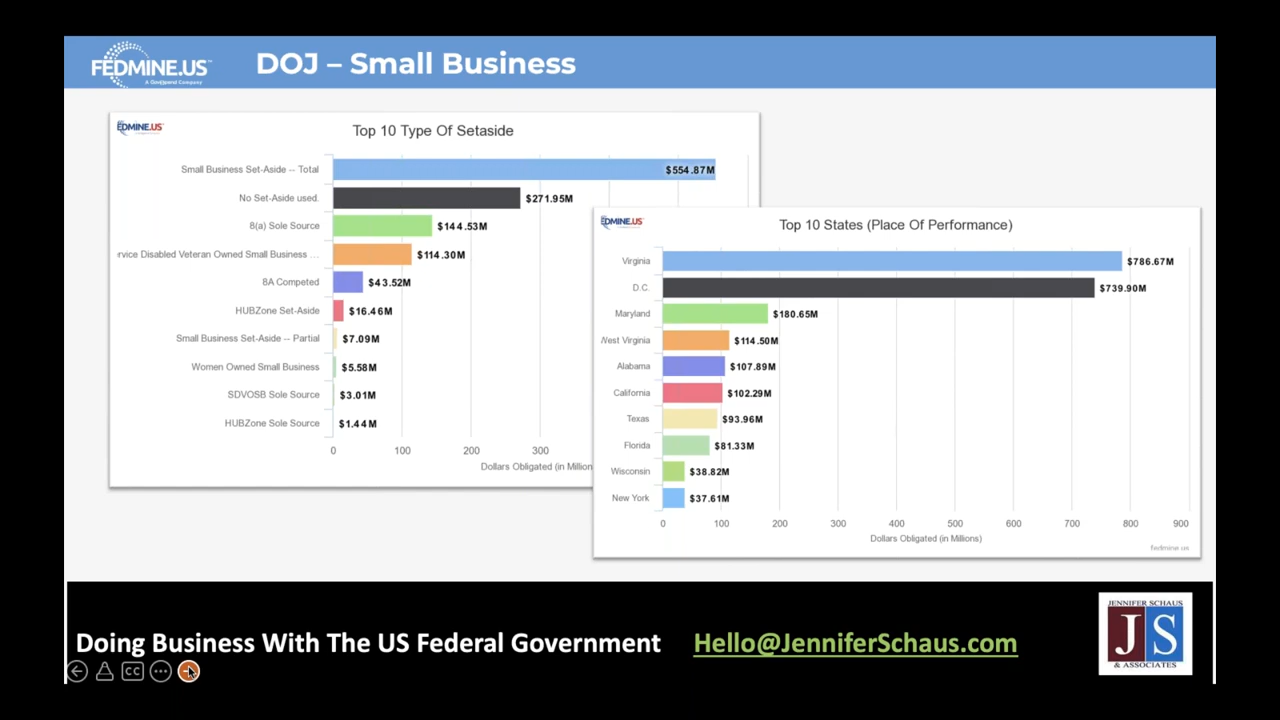 FEDMINE.US
A GovSpend Company
DOJ – Small Business
EDMINE.US
Top 10 Type Of Setaside
Small Business Set-Aside -- Total
$554.87M
No Set-Aside used.
$271.95M
8(a) Sole Source
$144.53M
rvice Disabled Veteran Owned Small Business ...
$114.30M
8A Competed
$43.52M
HUBZone Set-Aside
$16.46M
Small Business Set-Aside -- Partial
$7.09M
Women Owned Small Business
$5.58M
SDVOSB Sole Source
$3.01M
HUBZone Sole Source
$1.44M
0 100 200 300
Dollars Obligated (in Million
EDMINE.US
Top 10 States (Place Of Performance)
Virginia
$786.67M
D.C.
$739.90M
Maryland
$180.65M
West Virginia
$114.50M
Alabama
$107.89M
California
$102.29M
Texas
$93.96M
Florida
$81.33M
Wisconsin
$38.82M
New York
$37.61M
0 100 200 300 400 500 600 700 800 900
Dollars Obligated (in Millions)
fedmine.us
Doing Business With The US Federal Government
Hello@JenniferSchaus.com
JENNIFER SCHAUS
JS
& ASSOCIATES
CC